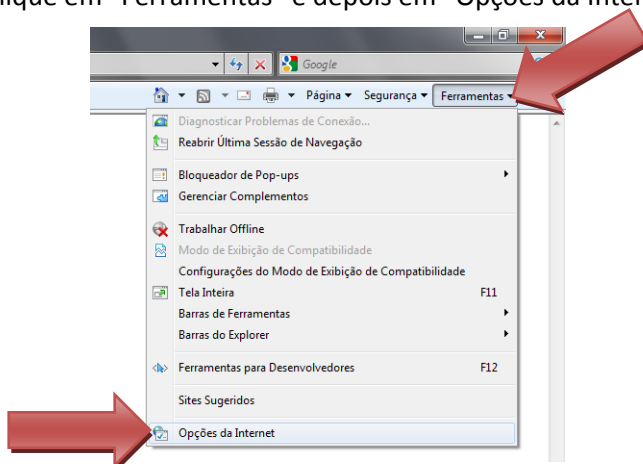 ique em "Ferramentas" e depois em "Opções da Inter
Google
Página Segurança Ferramentas
Diagnosticar Problemas de Conexão...
Reabrir Última Sessão de Navegação
Bloqueador de Pop-ups
Gerenciar Complementos
Trabalhar Offline
Modo de Exibição de Compatibilidade
Configurações do Modo de Exibição de Compatibilidade
Tela Inteira F11
Barras de Ferramentas
Barras do Explorer
Ferramentas para Desenvolvedores F12
Sites Sugeridos
Opções da Internet